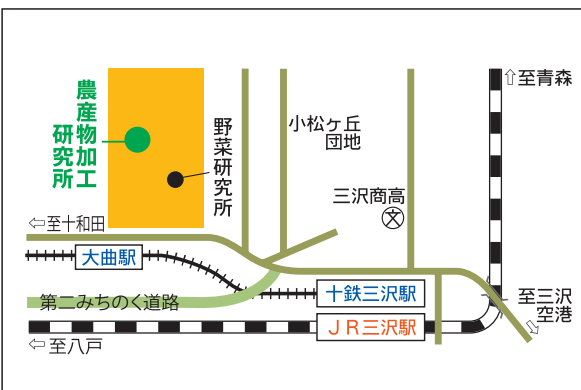 農産物加工
研究所
野菜研究所
小松ヶ丘
団地
三沢商高
文
⇧至青森
⇦至十和田
大曲駅
第二みちのく道路
十鉄三沢駅
JR三沢駅
至三沢
空港
⇦至八戸